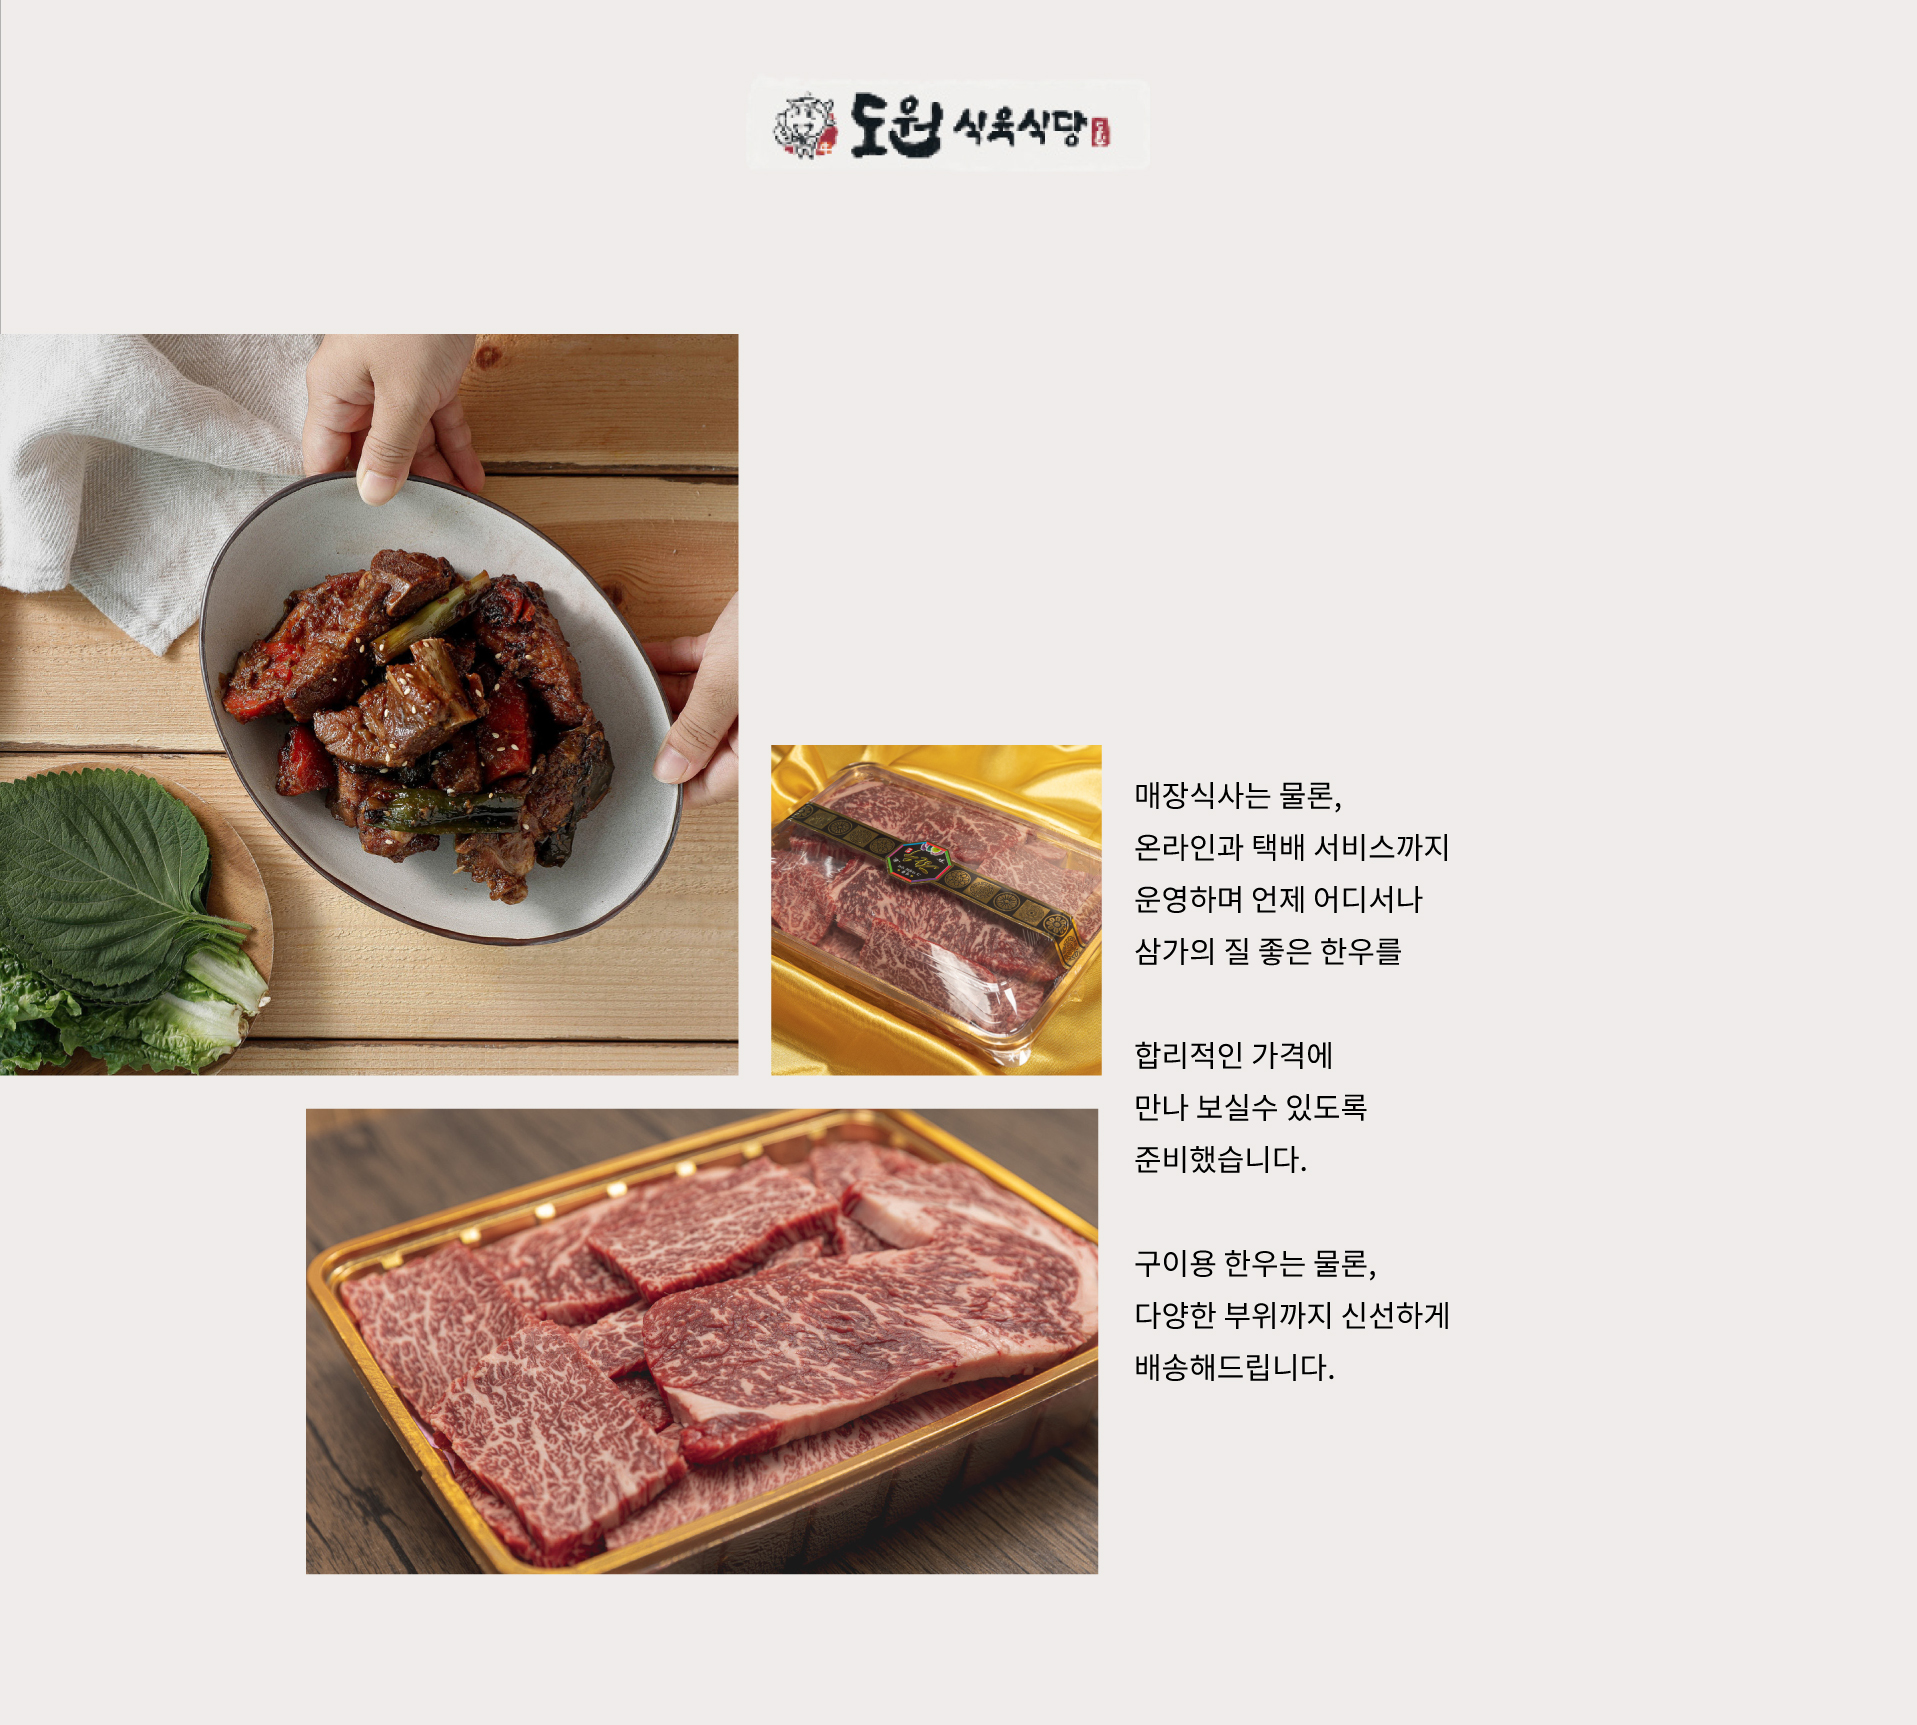 도원 식육식당
매장식사는 물론,
온라인과 택배 서비스까지
운영하며 언제 어디서나
삼가의 질 좋은 한우를
합리적인 가격에
만나 보실수 있도록
준비했습니다.
구이용 한우는 물론,
다양한 부위까지 신선하게
배송해드립니다.